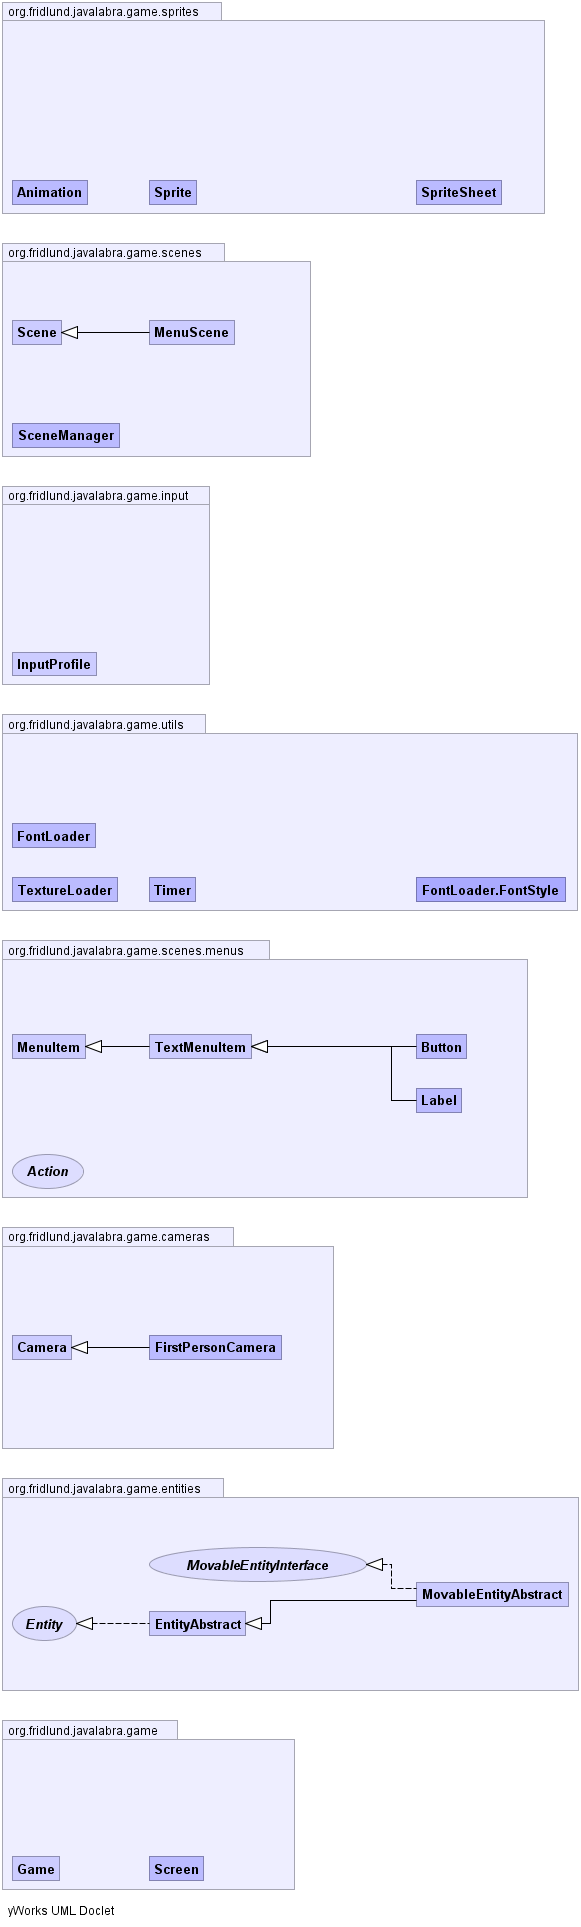 org.fridlund.javalabra.game.sprites
Animation
Sprite
SpriteSheet
org.fridlund.javalabra.game.scenes
Scene
MenuScene
SceneManager
org.fridlund.javalabra.game.input
InputProfile
org.fridlund.javalabra.game.utils
FontLoader
TextureLoader
Timer
FontLoader.FontStyle
org.fridlund.javalabra.game.scenes.menus
MenuItem
TextMenuItem
Button
Label
Action
org.fridlund.javalabra.game.cameras
Camera
FirstPersonCamera
org.fridlund.javalabra.game.entities
MovableEntityInterface
MovableEntityAbstract
Entity
EntityAbstract
org.fridlund.javalabra.game
Game
Screen
yWorks UML Doclet